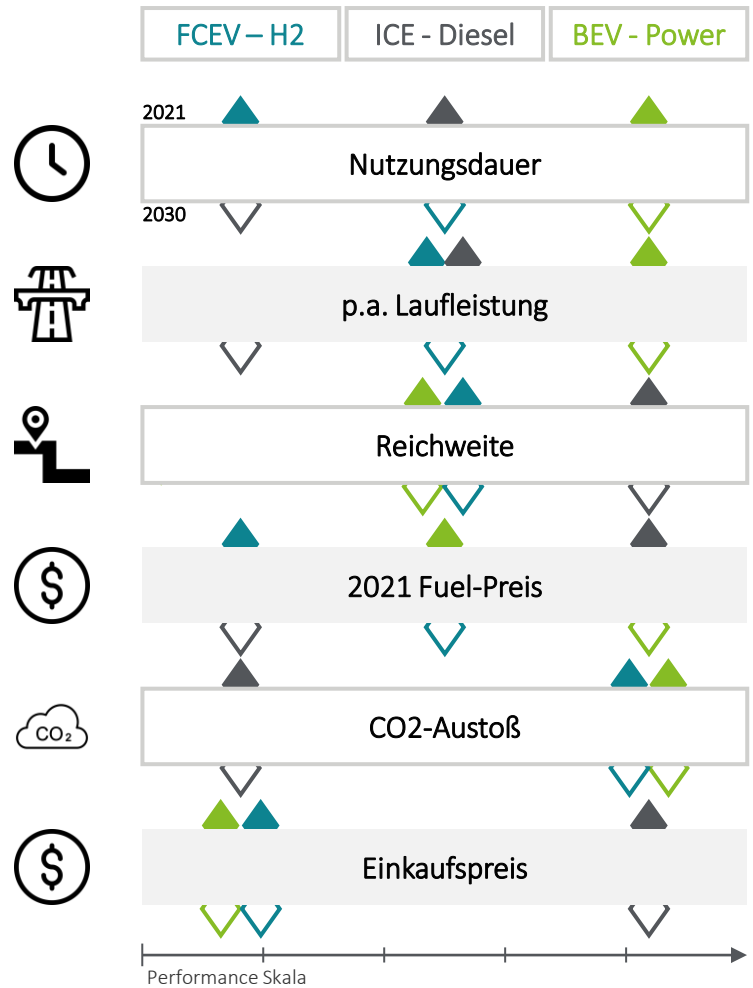 FCEV – H2
ICE - Diesel
BEV - Power
2021
Nutzungsdauer
2030
p.a. Laufleistung
Reichweite
$
2021 Fuel-Preis
CO₂
CO2-Austoß
$
Einkaufspreis
Performance Skala